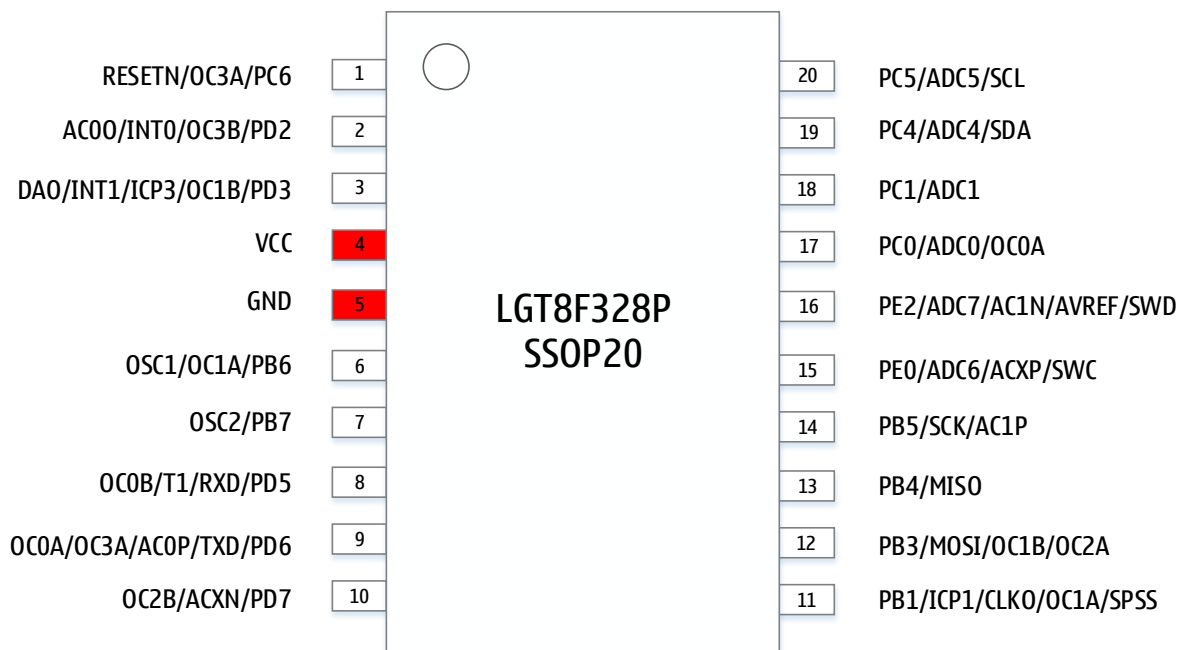 RESETN/OC3A/PC6 1 20 PC5/ADC5/SCL
AC0O/INT0/OC3B/PD2 2 19 PC4/ADC4/SDA
DAO/INT1/ICP3/OC1B/PD3 3 18 PC1/ADC1
VCC 4 17 PC0/ADC0/OC0A
GND 5 16 PE2/ADC7/AC1N/AVREF/SWD
LGT8F328P
SSOP20
OSC1/OC1A/PB6 6 15 PE0/ADC6/ACXP/SWC
OSC2/PB7 7 14 PB5/SCK/AC1P
OC0B/T1/RXD/PD5 8 13 PB4/MISO
OC0A/OC3A/AC0P/TXD/PD6 9 12 PB3/MOSI/OC1B/OC2A
OC2B/ACXN/PD7 10 11 PB1/ICP1/CLKO/OC1A/SPSS